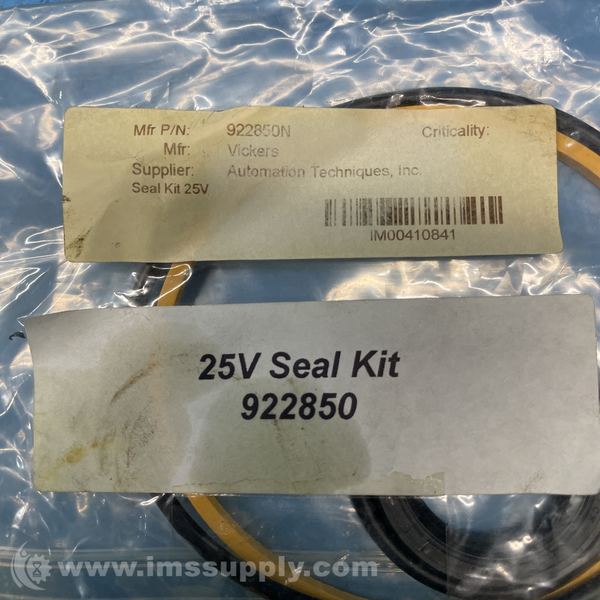 Mfr P/N: 922850N Criticality:
Mfr: Vickers
Supplier: Automation Techniques, Inc.
Seal Kit 25V
IM00410841
25V Seal Kit
922850
www.imssupply.com